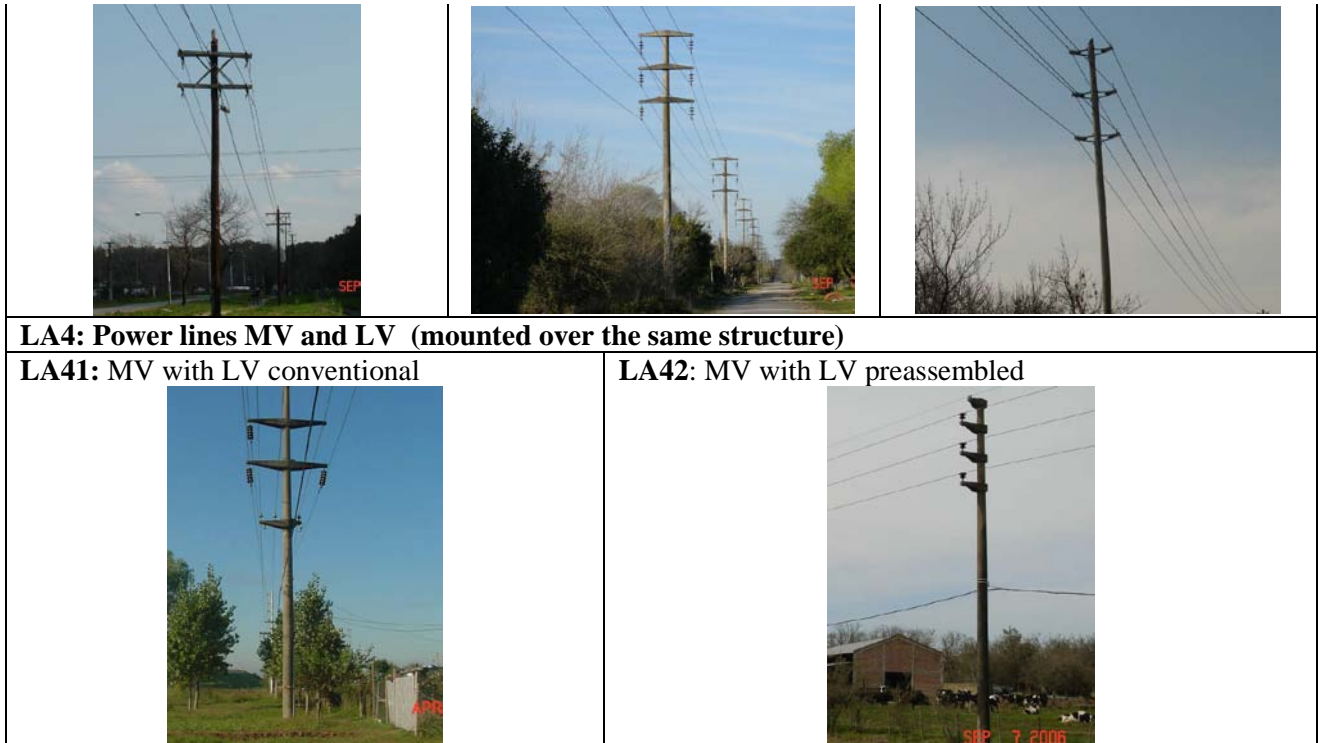 SEP
SEP
LA4: Power lines MV and LV (mounted over the same structure)
LA41: MV with LV conventional
LA42: MV with LV preassembled
APR
SEP 7 2006